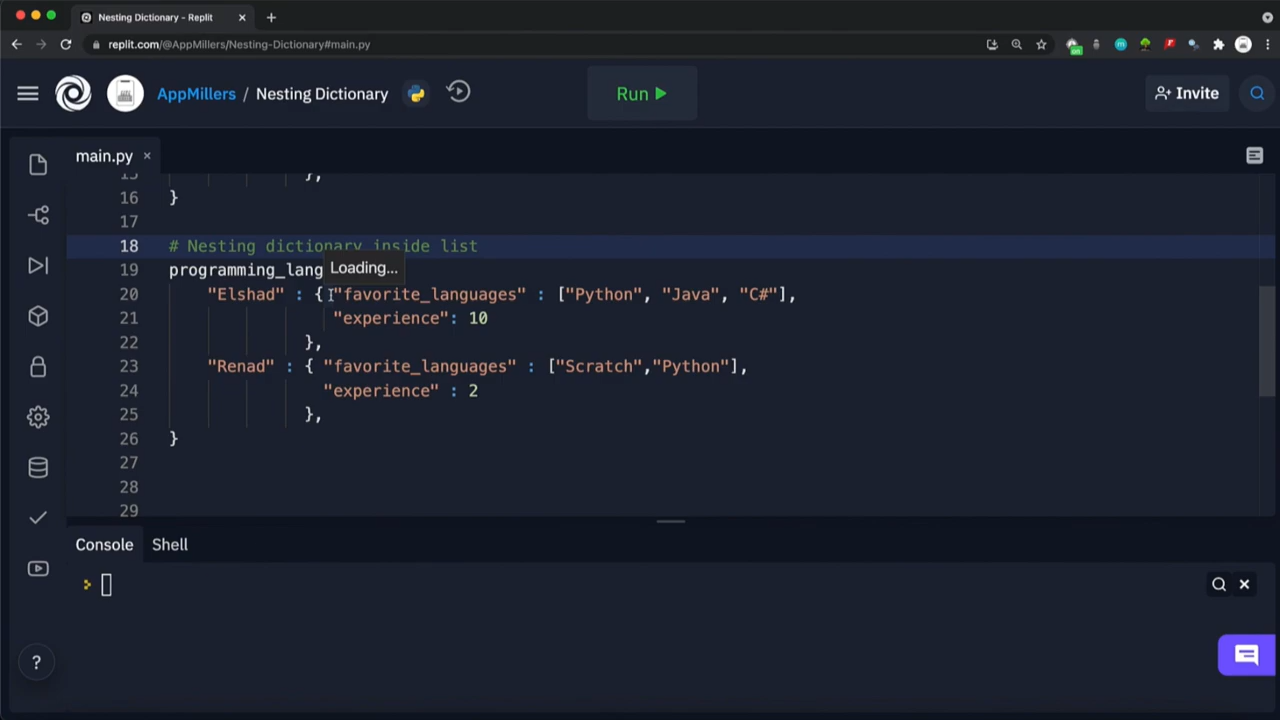 Nesting Dictionary - Replit
replit.com/@AppMillers/Nesting-Dictionary#main.py
AppMillers / Nesting Dictionary
Run
Invite
main.py
15 },
16 }
17
18 # Nesting dictionary inside list
19 programming_lang
Loading...
20 "Elshad" : { "favorite_languages" : ["Python", "Java", "C#"],
21 "experience": 10
22 },
23 "Renad" : { "favorite_languages" : ["Scratch","Python"],
24 "experience" : 2
25 },
26 }
27
28
29
Console Shell